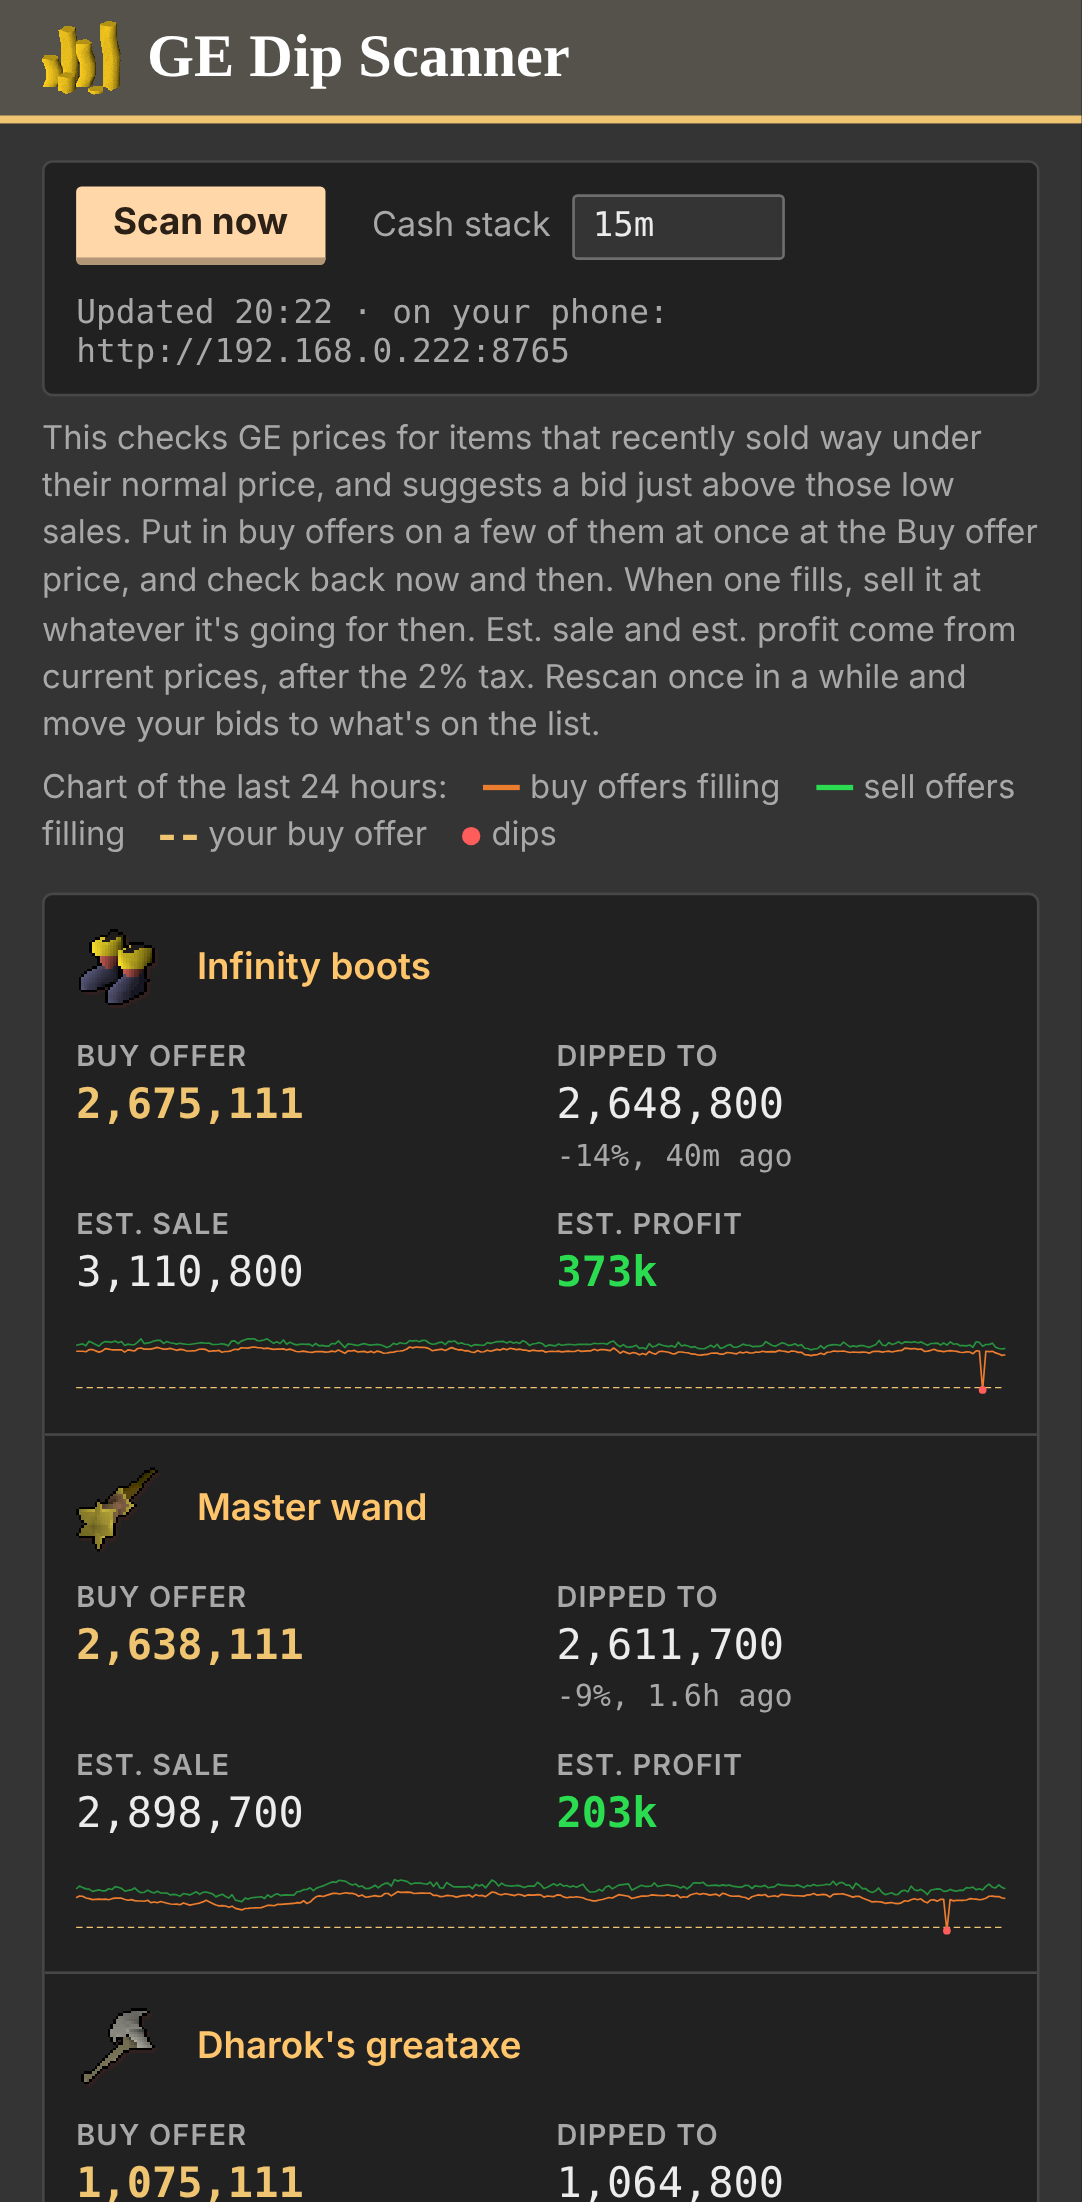 GE Dip Scanner
Scan now
Cash stack
15m
Updated 20:22 · on your phone:
http://192.168.0.222:8765
This checks GE prices for items that recently sold way under
their normal price, and suggests a bid just above those low
sales. Put in buy offers on a few of them at once at the Buy offer
price, and check back now and then. When one fills, sell it at
whatever it's going for then. Est. sale and est. profit come from
current prices, after the 2% tax. Rescan once in a while and
move your bids to what's on the list.
Chart of the last 24 hours: buy offers filling sell offers
filling your buy offer dips
Infinity boots
BUY OFFER
2,675,111
DIPPED TO
2,648,800
-14%, 40m ago
EST. SALE
3,110,800
EST. PROFIT
373k
Master wand
BUY OFFER
2,638,111
DIPPED TO
2,611,700
-9%, 1.6h ago
EST. SALE
2,898,700
EST. PROFIT
203k
Dharok's greataxe
BUY OFFER
1,075,111
DIPPED TO
1,064,800